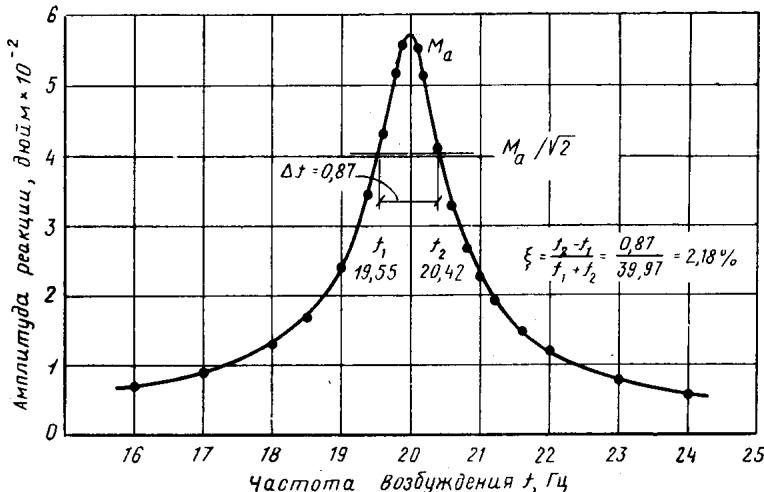 Амплитуда реакции, дюйм × 10⁻²
6
5
4
3
2
1
0
Mₐ
Mₐ/√2
Δf = 0,87
f₁
19,55
f₂
20,42
ξ = (f₂ - f₁)/(f₁ + f₂) = 0,87/39,97 = 2,18%
16 17 18 19 20 21 22 23 24 25
Частота возбуждения f, Гц